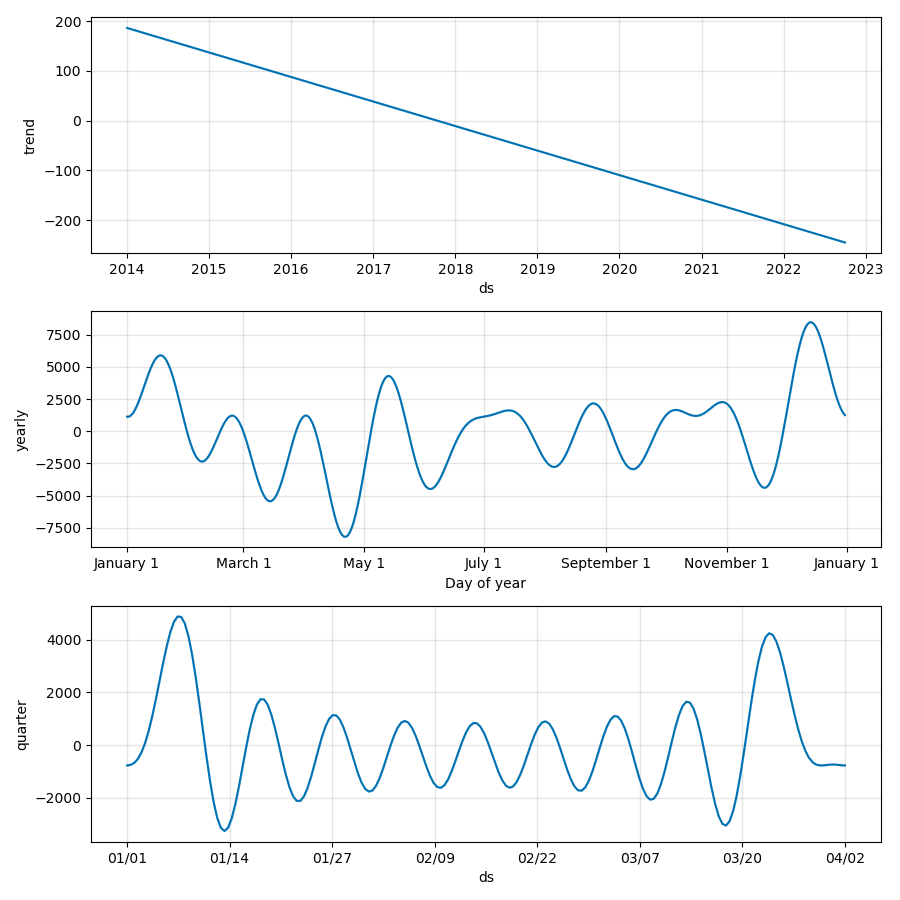 200
100
0
−100
−200
trend
2014 2015 2016 2017 2018 2019 2020 2021 2022 2023
ds
7500
5000
2500
0
−2500
−5000
−7500
yearly
January 1 March 1 May 1 July 1 September 1 November 1 January 1
Day of year
4000
2000
0
−2000
quarter
01/01 01/14 01/27 02/09 02/22 03/07 03/20 04/02
ds